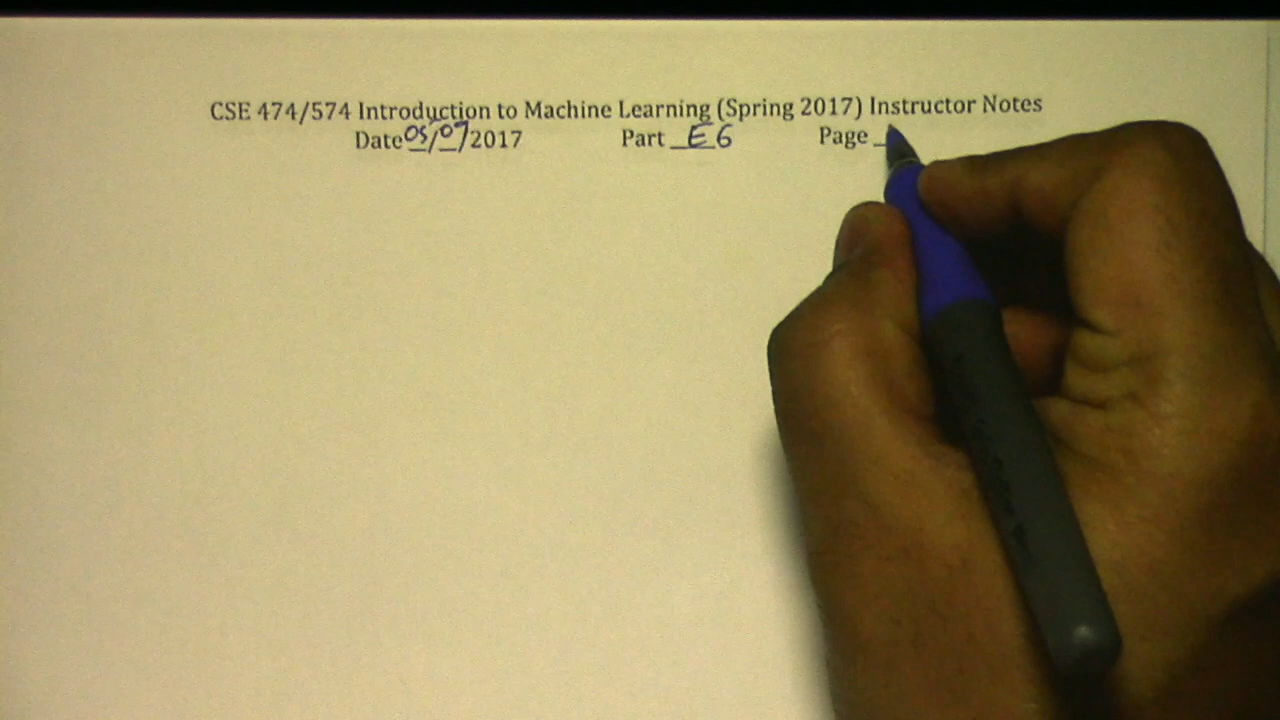 CSE 474/574 Introduction to Machine Learning (Spring 2017) Instructor Notes
Date 05/07/2017 Part E6 Page